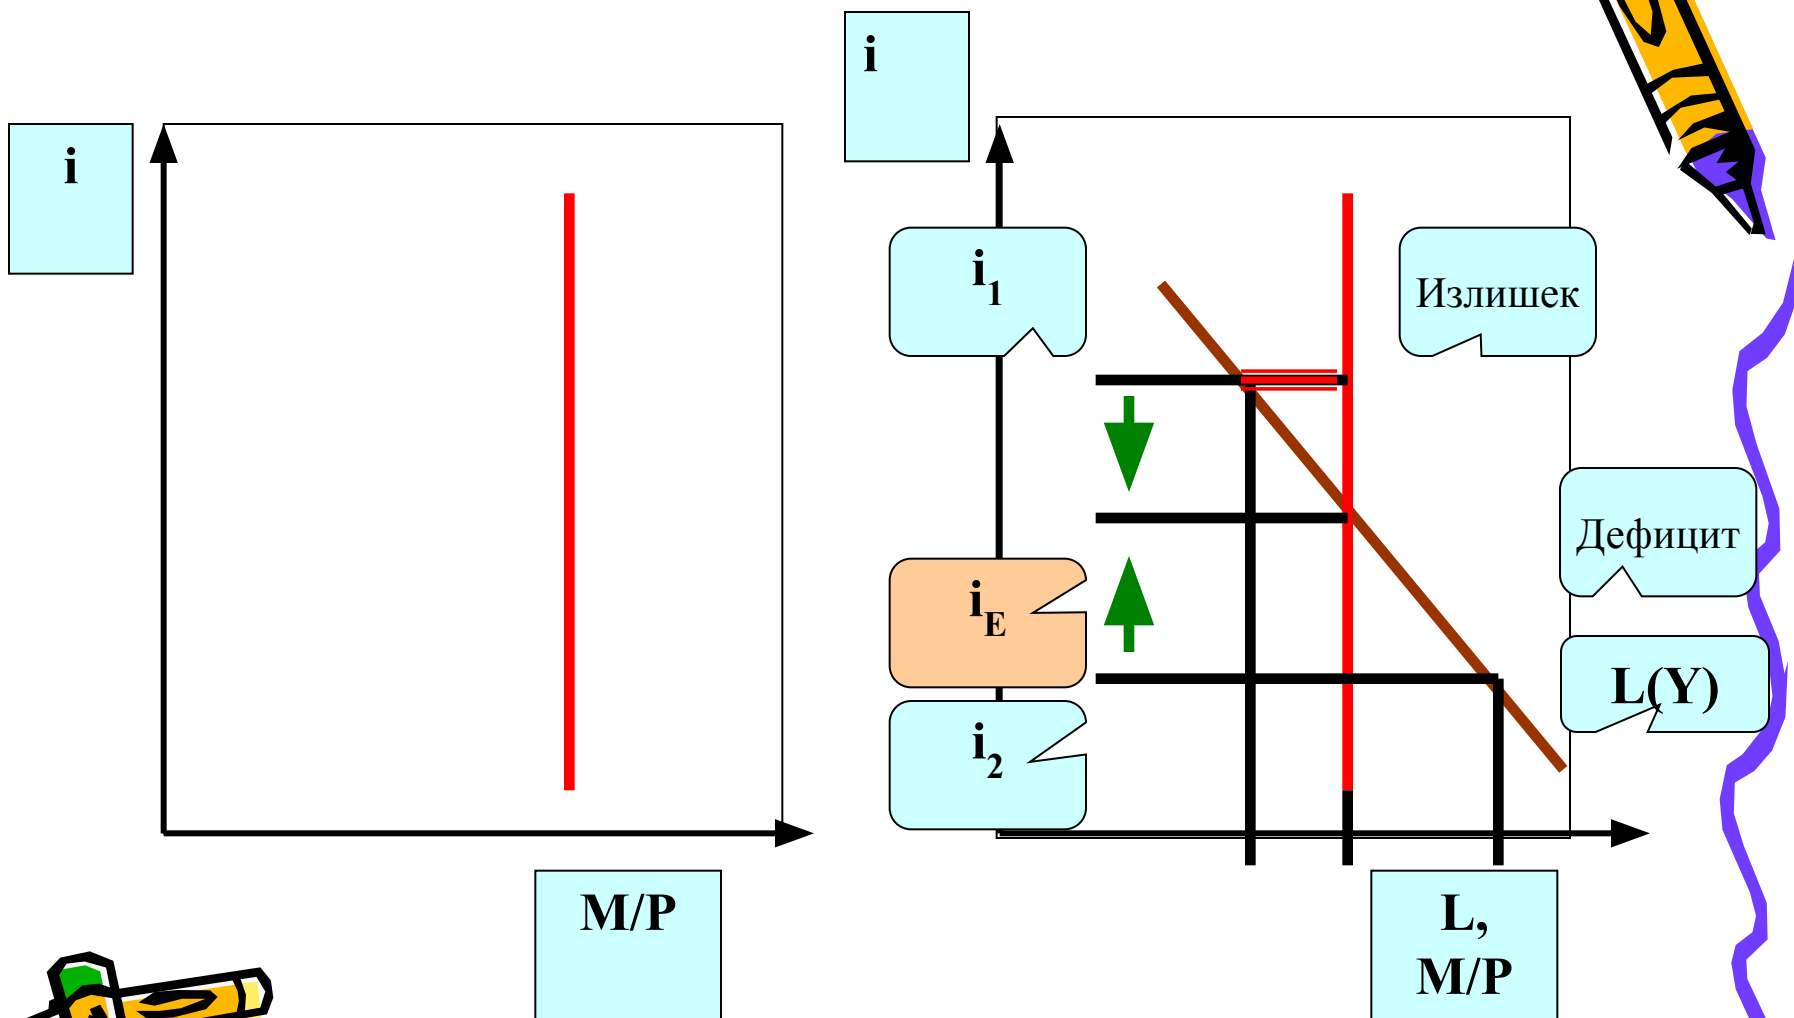 i
i
i1
Излишек
Дефицит
iE
L(Y)
i2
M/P
L,
M/P